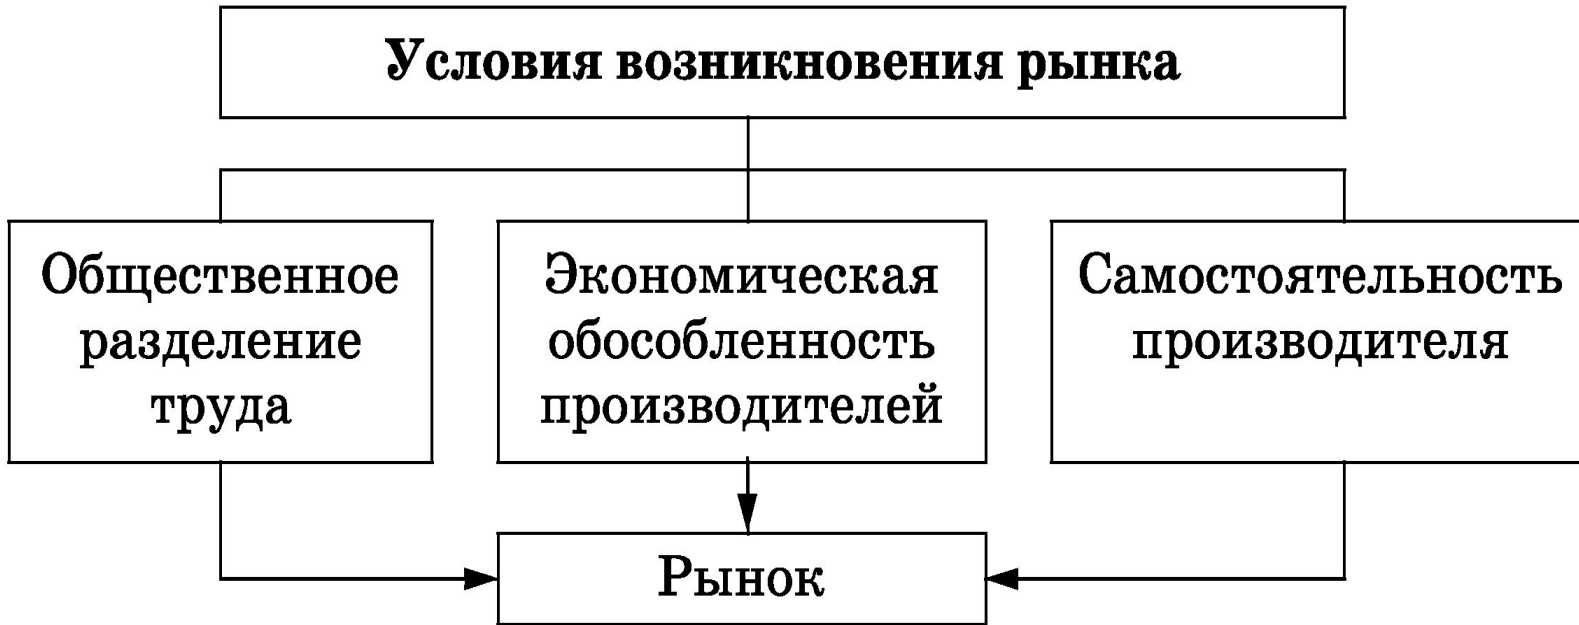 Условия возникновения рынка
Общественное
разделение
труда
Экономическая
обособленность
производителей
Самостоятельность
производителя
Рынок